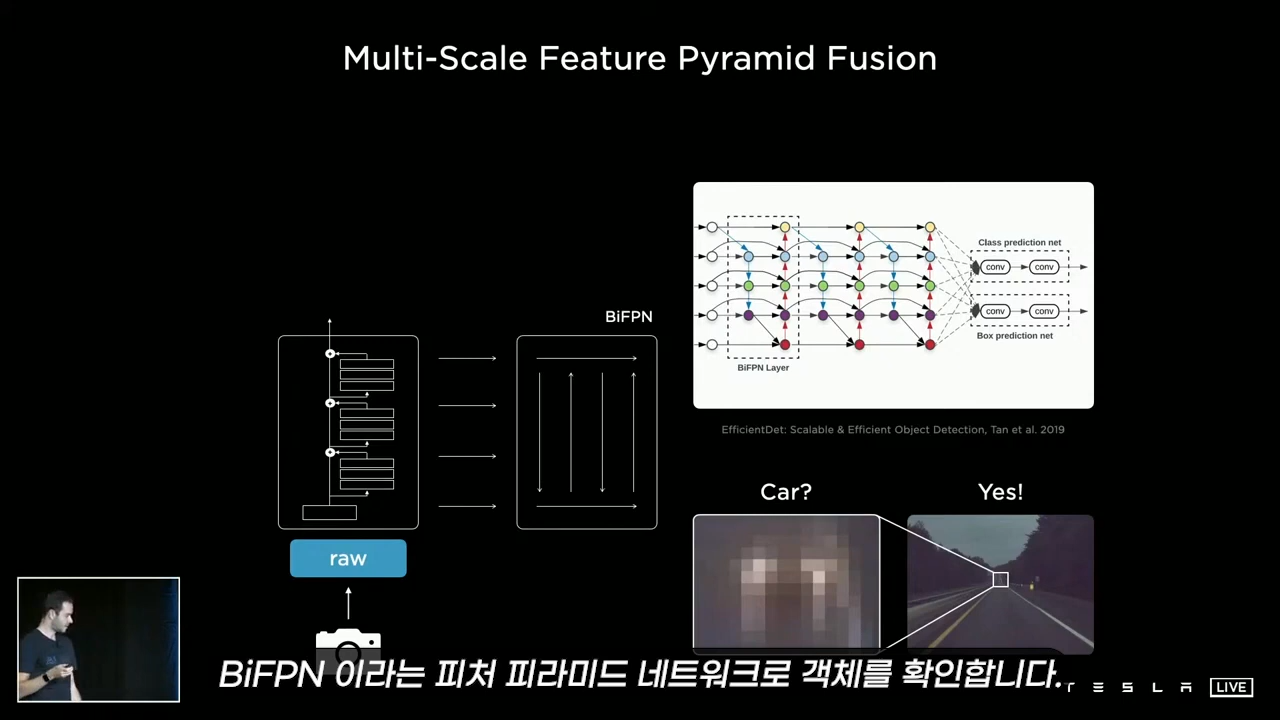 Multi-Scale Feature Pyramid Fusion
Class prediction net
conv conv
conv conv
Box prediction net
BiFPN Layer
BiFPN
EfficientDet: Scalable & Efficient Object Detection, Tan et al. 2019
Car? Yes!
raw
BiFPN 이라는 피쳐 피라미드 네트워크로 객체를 확인합니다.
TESLA LIVE